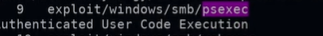 9 exploit/windows/smb/psexec
uthenticated User Code Execution